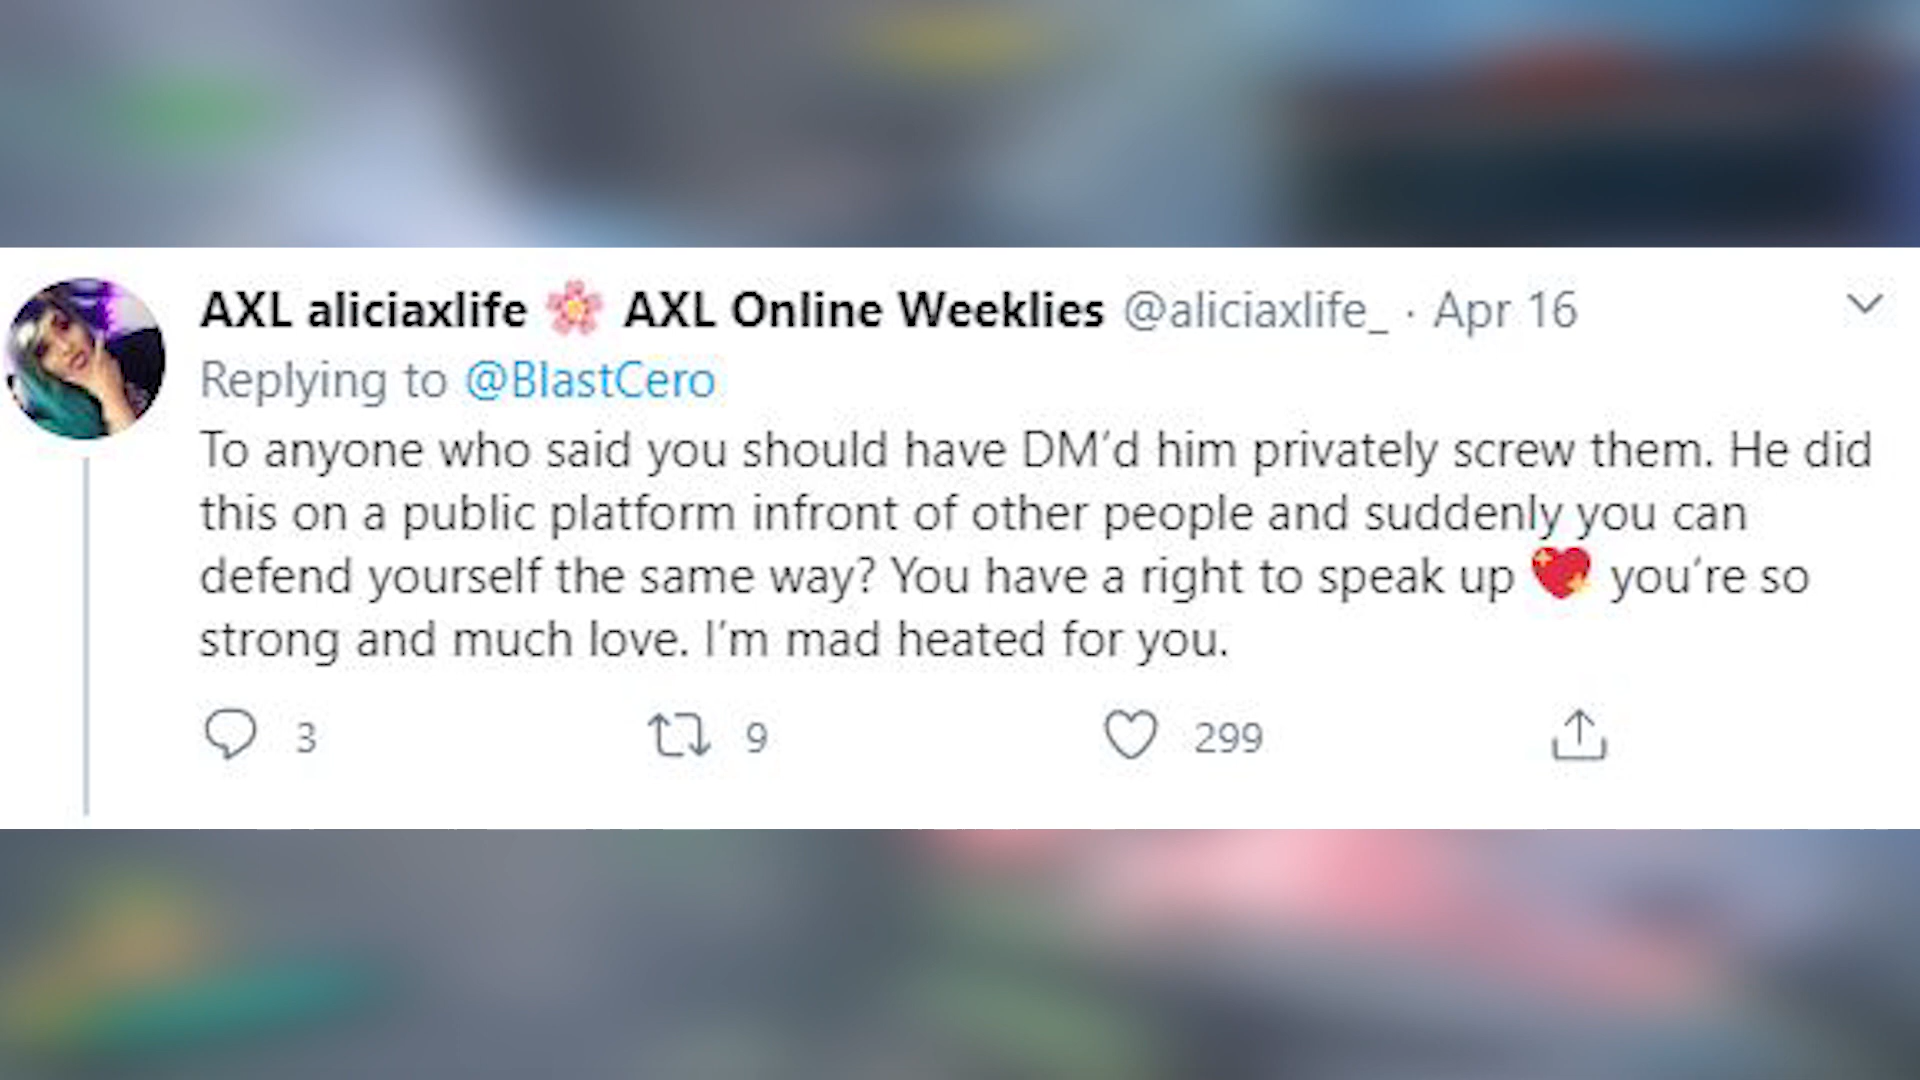 AXL aliciaxlife 🌸 AXL Online Weeklies @aliciaxlife_ · Apr 16
Replying to @BlastCero
To anyone who said you should have DM’d him privately screw them. He did
this on a public platform infront of other people and suddenly you can
defend yourself the same way? You have a right to speak up 💖 you’re so
strong and much love. I’m mad heated for you.
3 9 299